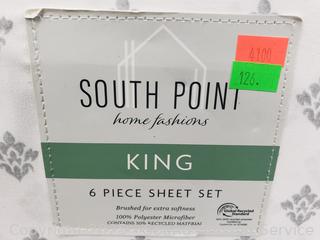 4100
126.
SOUTH POINT
home fashions
KING
6 PIECE SHEET SET
Brushed for extra softness
100% Polyester Microfiber
CONTAINS 50% RECYCLED MATERIAL
Global Recycled
Standard